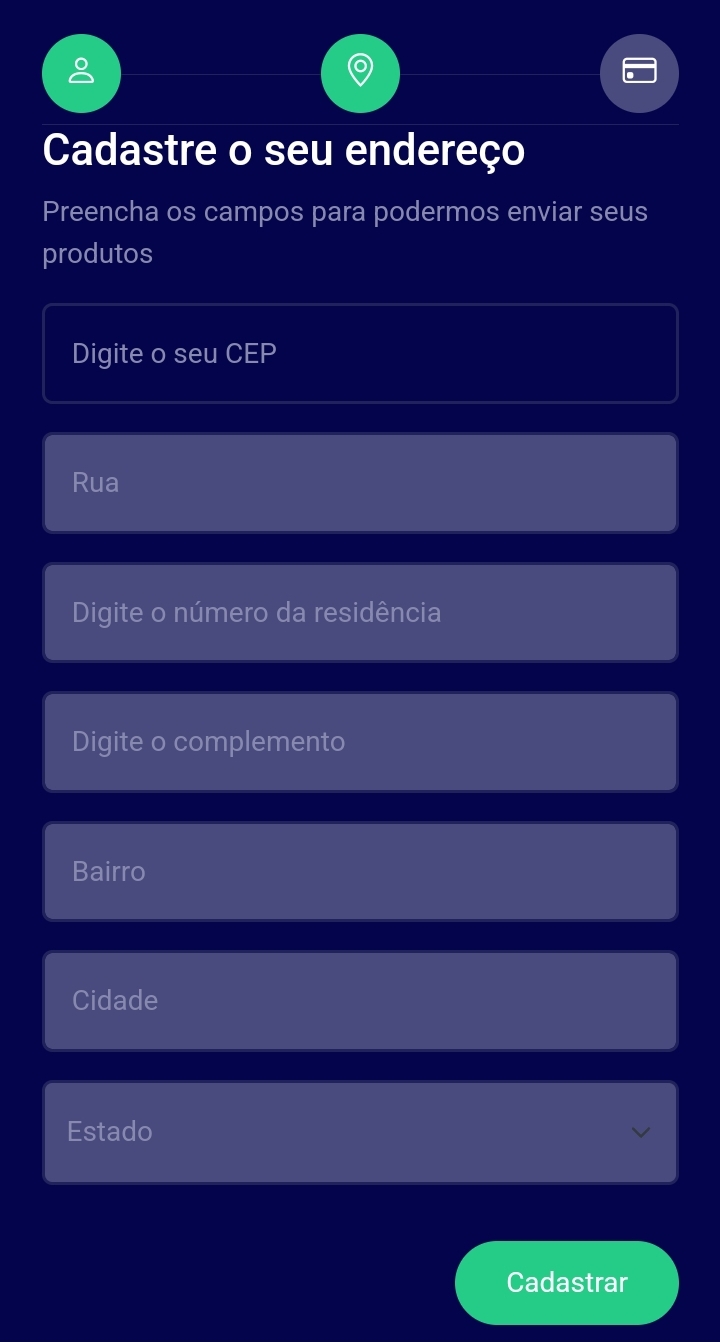 Cadastre o seu endereço
Preencha os campos para podermos enviar seus
produtos
Digite o seu CEP
Rua
Digite o número da residência
Digite o complemento
Bairro
Cidade
Estado
Cadastrar